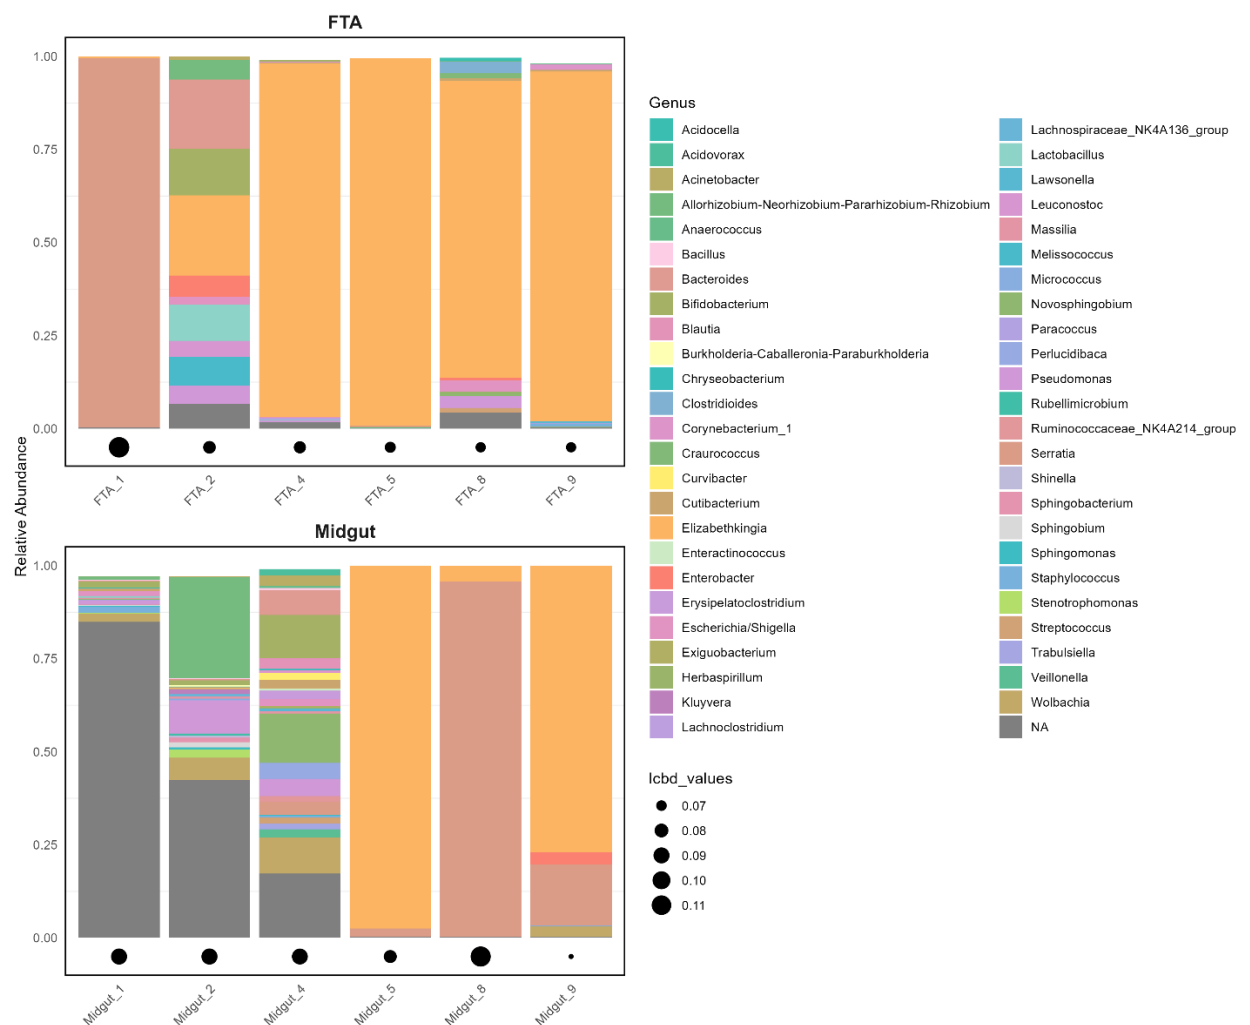 FTA
1.00
0.75
0.50
0.25
0.00
FTA_1
FTA_2
FTA_4
FTA_5
FTA_8
FTA_9
Relative Abundance
Midgut
1.00
0.75
0.50
0.25
0.00
Midgut_1
Midgut_2
Midgut_4
Midgut_5
Midgut_8
Midgut_9
Genus
Acidocella
Acidovorax
Acinetobacter
Allorhizobium-Neorhizobium-Pararhizobium-Rhizobium
Anaerococcus
Bacillus
Bacteroides
Bifidobacterium
Blautia
Burkholderia-Caballeronia-Paraburkholderia
Chryseobacterium
Clostridioides
Corynebacterium_1
Craurococcus
Curvibacter
Cutibacterium
Elizabethkingia
Enteractinococcus
Enterobacter
Erysipelatoclostridium
Escherichia/Shigella
Exiguobacterium
Herbaspirillum
Kluyvera
Lachnoclostridium
Lachnospiraceae_NK4A136_group
Lactobacillus
Lawsonella
Leuconostoc
Massilia
Melissococcus
Micrococcus
Novosphingobium
Paracoccus
Perlucidibaca
Pseudomonas
Rubellimicrobium
Ruminococcaceae_NK4A214_group
Serratia
Shinella
Sphingobacterium
Sphingobium
Sphingomonas
Staphylococcus
Stenotrophomonas
Streptococcus
Trabulsiella
Veillonella
Wolbachia
NA
lcbd_values
0.07
0.08
0.09
0.10
0.11